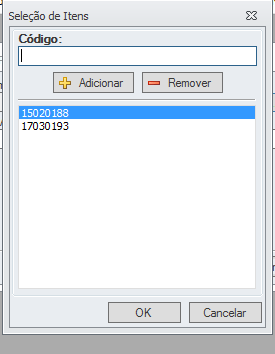 Seleção de Itens
Código:
Adicionar Remover
15020188
17030193
OK Cancelar